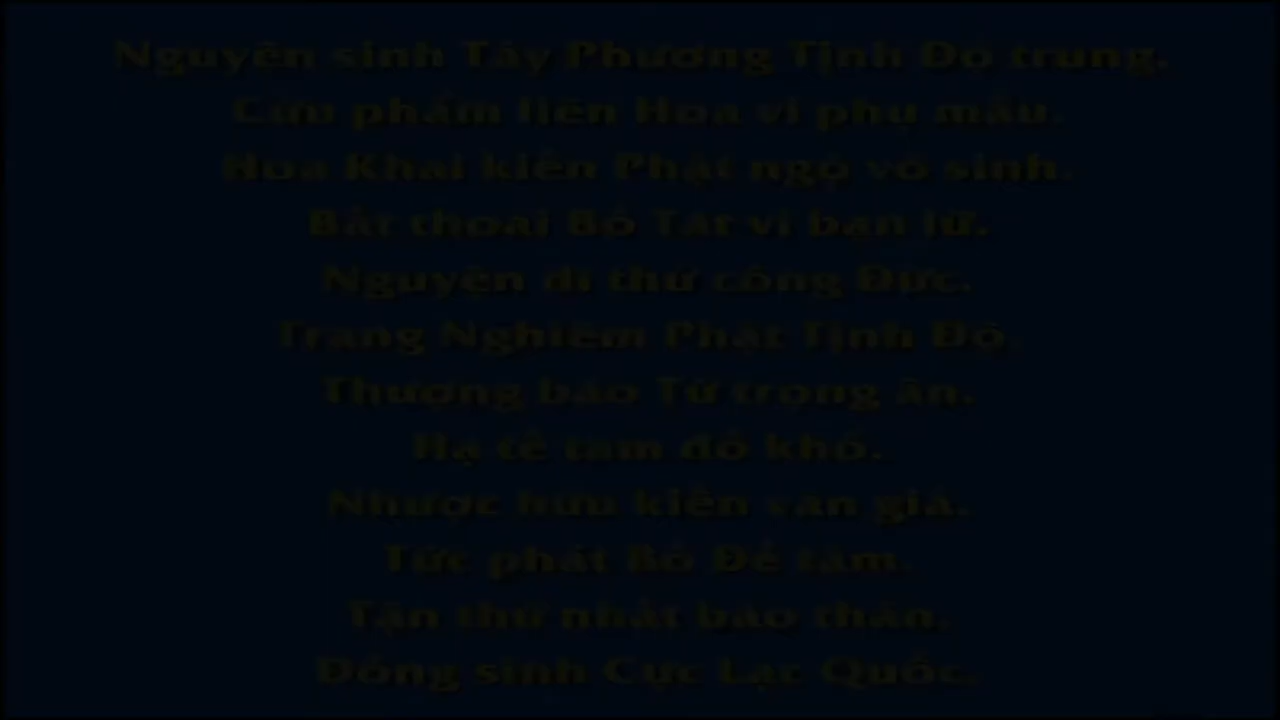 Nguyện sinh Tây Phương Tịnh Độ trung.
Cửu phẩm liên Hoa vi phụ mẫu.
Hoa Khai kiến Phật ngộ vô sinh.
Bất thoái Bồ Tát vi bạn lữ.
Nguyện dĩ thử công Đức.
Trang Nghiêm Phật Tịnh Độ
Thượng báo Tứ trọng ân.
Hạ tế tam đồ khổ.
Nhược hữu kiến văn giả.
Tức phát Bồ Đề tâm.
Tận thử nhất báo thân.
Đồng sinh Cực Lạc Quốc.